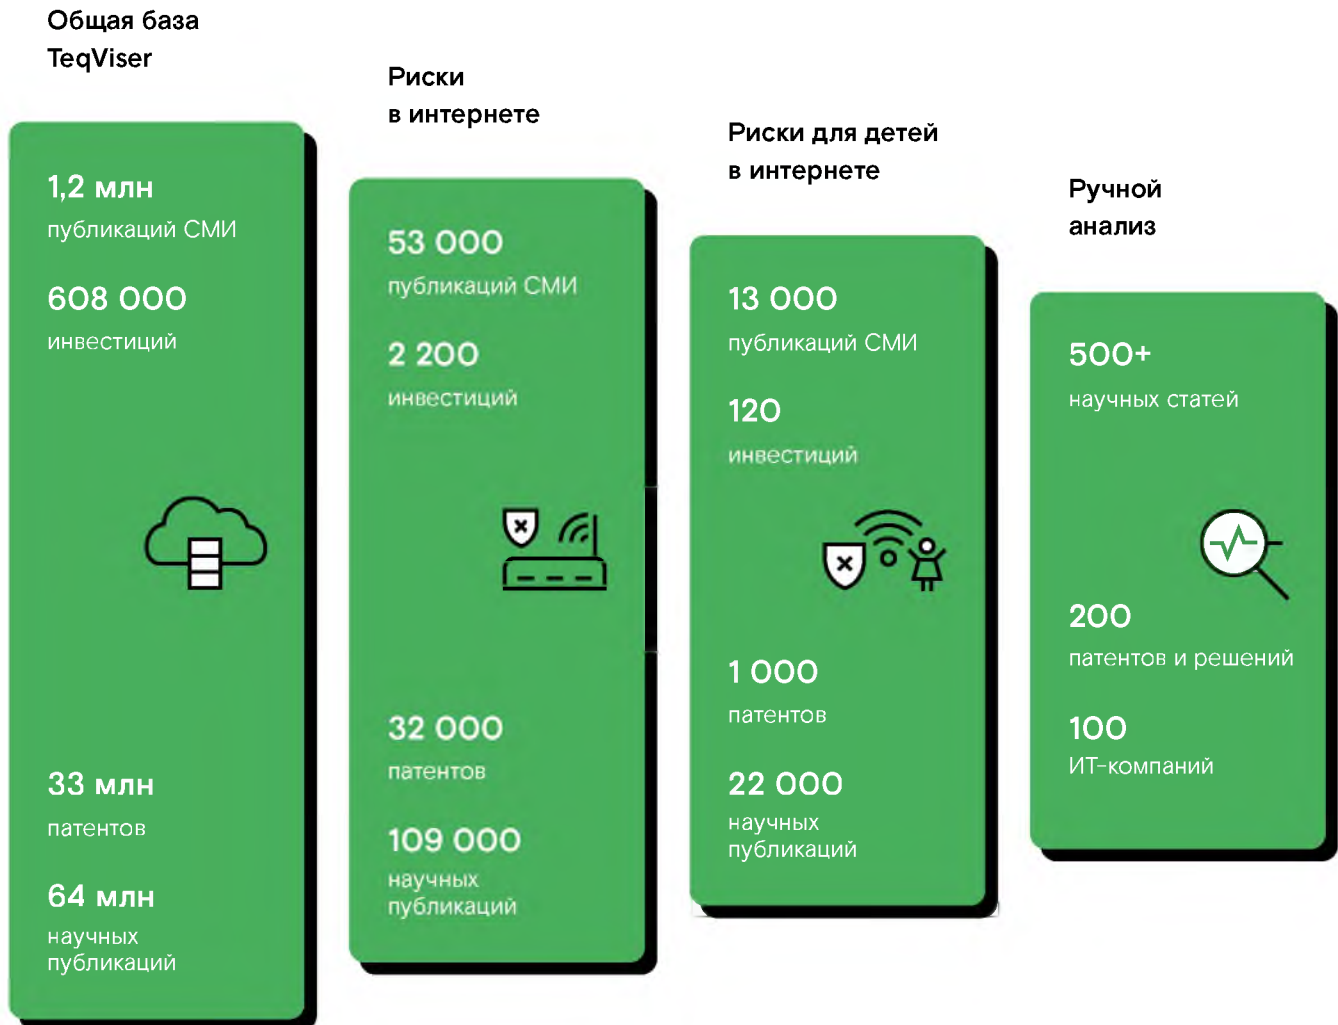 Общая база
TeqViser
1,2 млн
публикаций СМИ
608 000
инвестиций
33 млн
патентов
64 млн
научных
публикаций
Риски
в интернете
53 000
публикаций СМИ
2 200
инвестиций
32 000
патентов
109 000
научных
публикаций
Риски для детей
в интернете
13 000
публикаций СМИ
120
инвестиций
1 000
патентов
22 000
научных
публикаций
Ручной
анализ
500+
научных статей
200
патентов и решений
100
ИТ-компаний